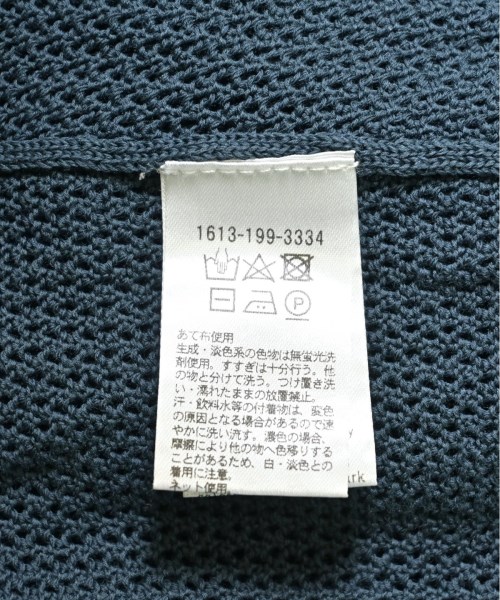 1613-199-3334
あて布使用
生成・淡色系の色物は無蛍光洗
剤使用。すすぎは十分行う。他
の物と分けて洗う。つけ置き洗
い・濡れたままの放置禁止。
汗・飲料水等の付着物は、変色
の原因となる場合があるので速
やかに洗い流す。濃色の場合、
摩擦により他の物へ色移りする
ことがあるため、白・淡色との
着用に注意。
ネット使用。
P